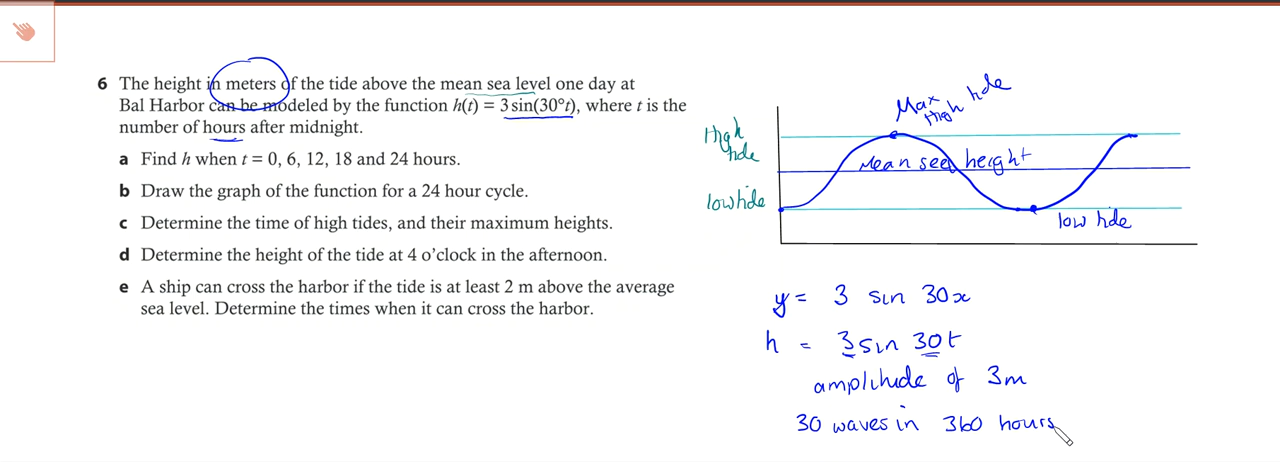 6 The height in meters of the tide above the mean sea level one day at
Bal Harbor can be modeled by the function h(t) = 3 sin(30°t), where t is the
number of hours after midnight.
a Find h when t = 0, 6, 12, 18 and 24 hours.
b Draw the graph of the function for a 24 hour cycle.
c Determine the time of high tides, and their maximum heights.
d Determine the height of the tide at 4 o'clock in the afternoon.
e A ship can cross the harbor if the tide is at least 2 m above the average
sea level. Determine the times when it can cross the harbor.
Max
High tide
High
tide
Mean see height
low tide
low tide
y = 3 sin 30x
h = 3 sin 30t
amplitude of 3m
30 waves in 360 hours